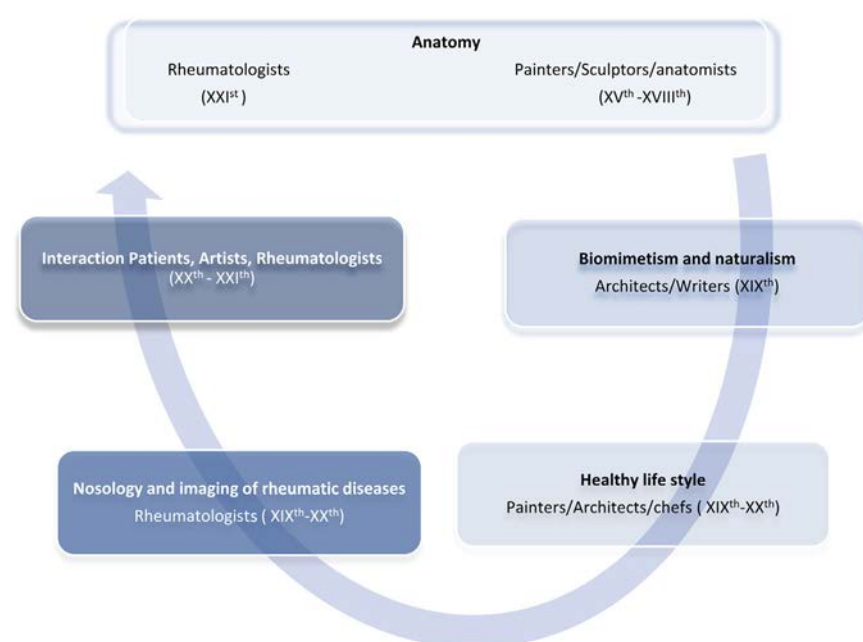 Anatomy
Rheumatologists
(XXIst )
Painters/Sculptors/anatomists
(XVth -XVIIIth)
Interaction Patients, Artists, Rheumatologists
(XXth - XXIth)
Biomimetism and naturalism
Architects/Writers (XIXth)
Nosology and imaging of rheumatic diseases
Rheumatologists ( XIXth-XXth)
Healthy life style
Painters/Architects/chefs ( XIXth-XXth)